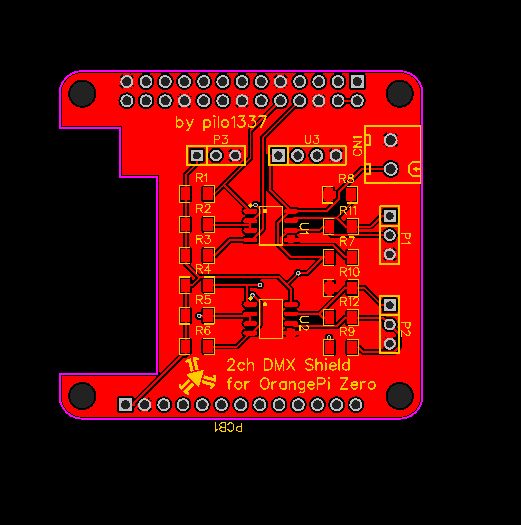 by pilo1337
P3
U3
CN1
R1
R8
R2
R11
U1
P1
R3
R7
R4
R10
R5
R12
U2
P2
R6
R9
2ch DMX Shield
for OrangePi Zero
PCB1